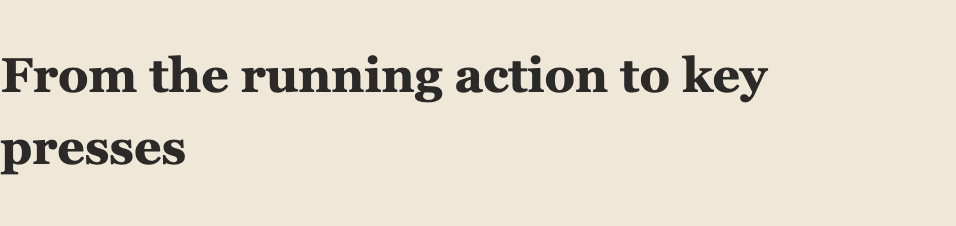 From the running action to key
presses